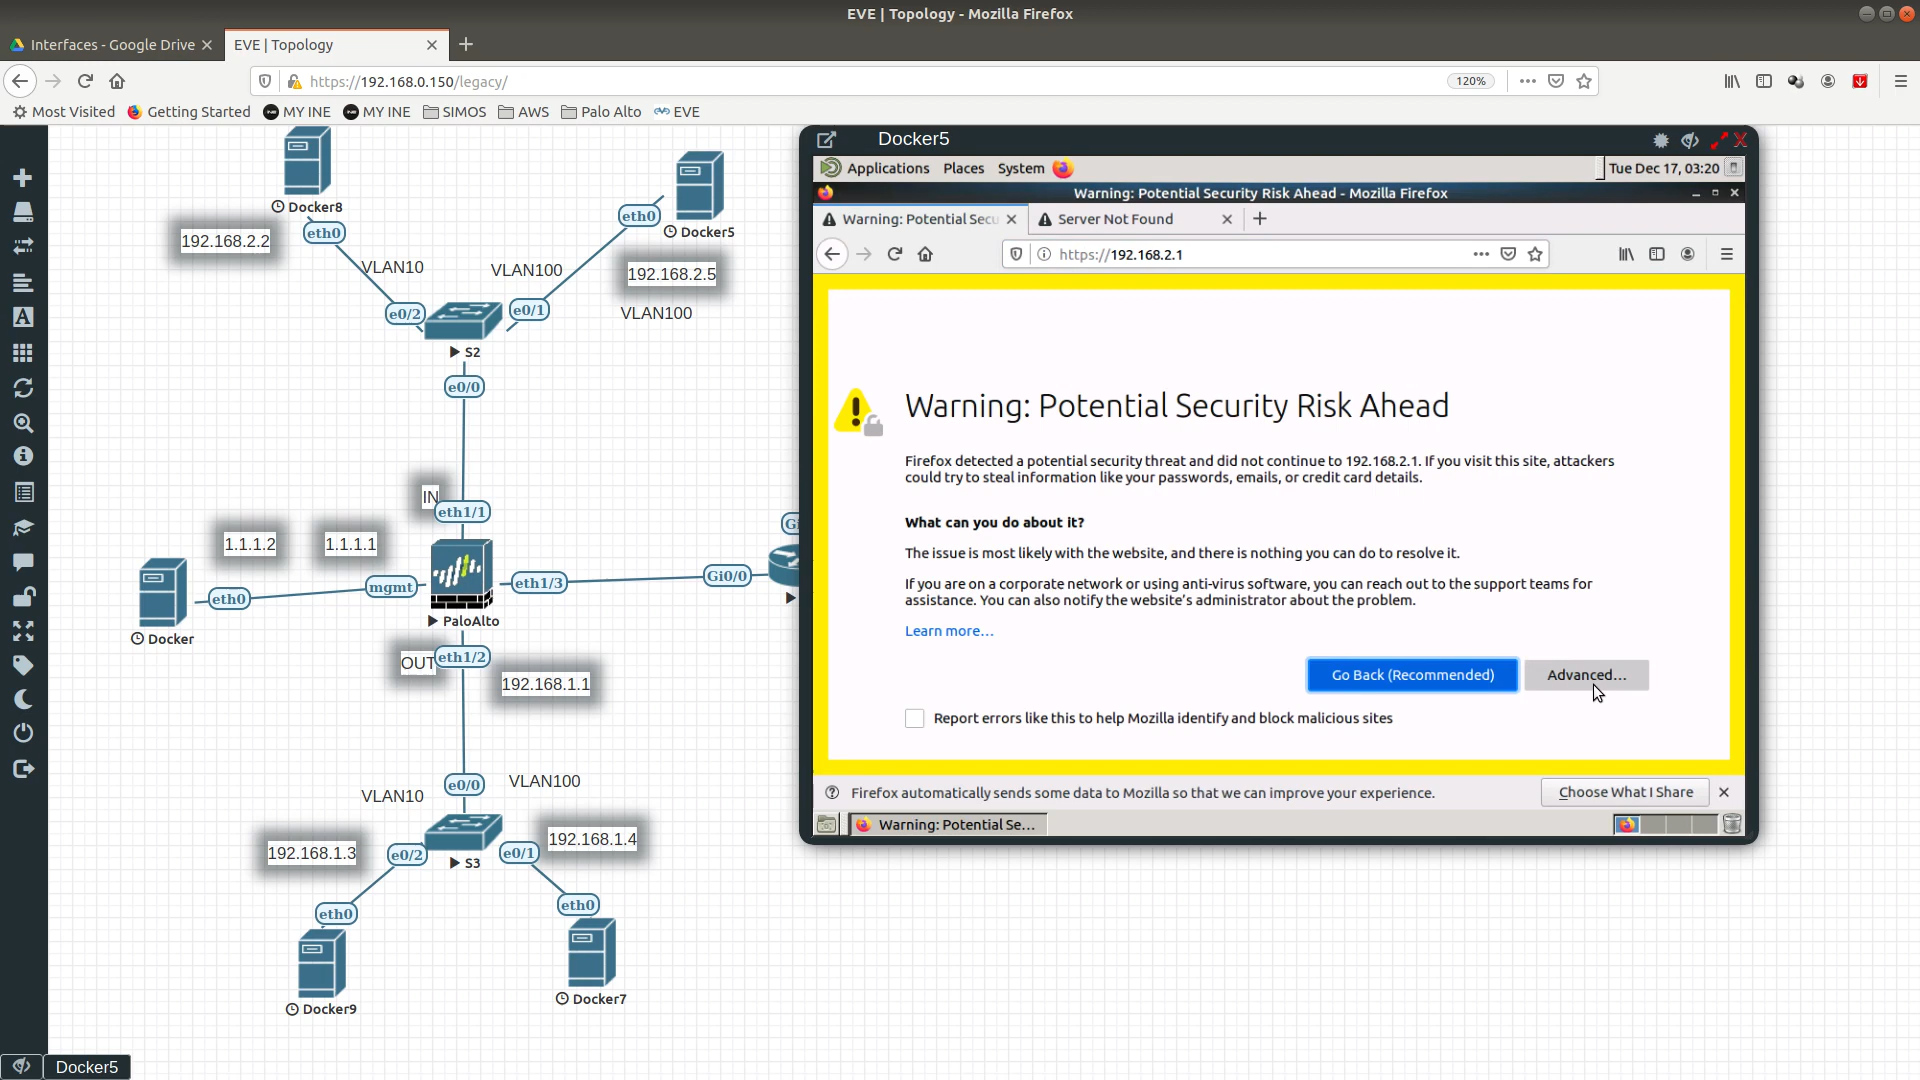 EVE | Topology - Mozilla Firefox
Interfaces - Google Drive
EVE | Topology
https://192.168.0.150/legacy/
120%
Most Visited
Getting Started
MY INE
MY INE
SIMOS
AWS
Palo Alto
EVE
Docker8
eth0
192.168.2.2
VLAN10
eth0
Docker5
192.168.2.5
VLAN100
VLAN100
e0/2
e0/1
S2
e0/0
IN
eth1/1
1.1.1.2
1.1.1.1
eth0
mgmt
eth1/3
Gi0/0
Gi
Docker
PaloAlto
OUT
eth1/2
192.168.1.1
e0/0
VLAN100
VLAN10
192.168.1.3
e0/2
e0/1
192.168.1.4
S3
eth0
eth0
Docker9
Docker7
Docker5
Docker5
Applications Places System
Tue Dec 17, 03:20
Warning: Potential Security Risk Ahead - Mozilla Firefox
Warning: Potential Secu
Server Not Found
https://192.168.2.1
Warning: Potential Security Risk Ahead
Firefox detected a potential security threat and did not continue to 192.168.2.1. If you visit this site, attackers
could try to steal information like your passwords, emails, or credit card details.
What can you do about it?
The issue is most likely with the website, and there is nothing you can do to resolve it.
If you are on a corporate network or using anti-virus software, you can reach out to the support teams for
assistance. You can also notify the website's administrator about the problem.
Learn more…
Go Back (Recommended)
Advanced…
Report errors like this to help Mozilla identify and block malicious sites
Firefox automatically sends some data to Mozilla so that we can improve your experience.
Choose What I Share
Warning: Potential Se...